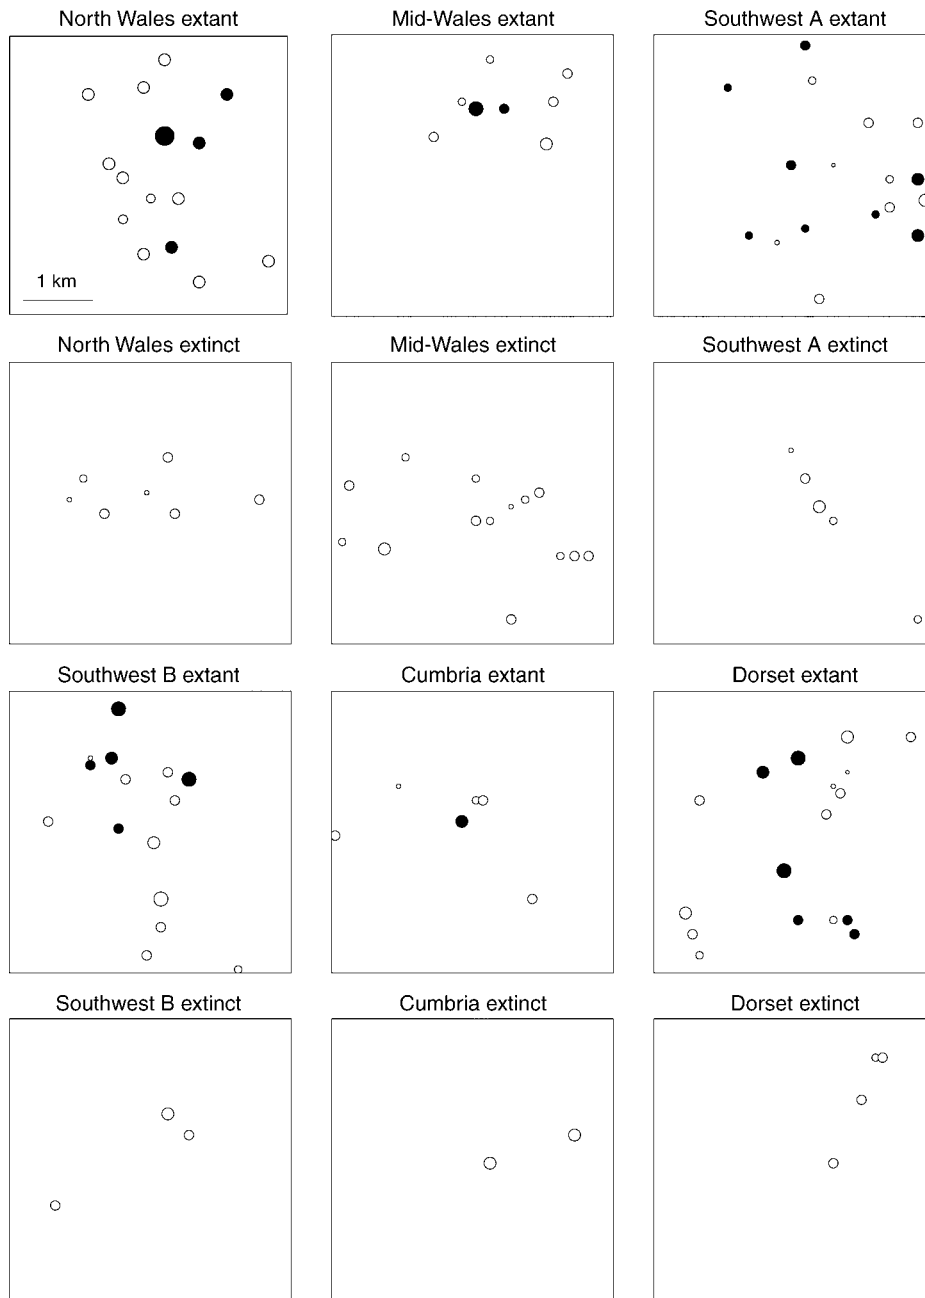 North Wales extant
Mid-Wales extant
Southwest A extant
1 km
North Wales extinct
Mid-Wales extinct
Southwest A extinct
Southwest B extant
Cumbria extant
Dorset extant
Southwest B extinct
Cumbria extinct
Dorset extinct